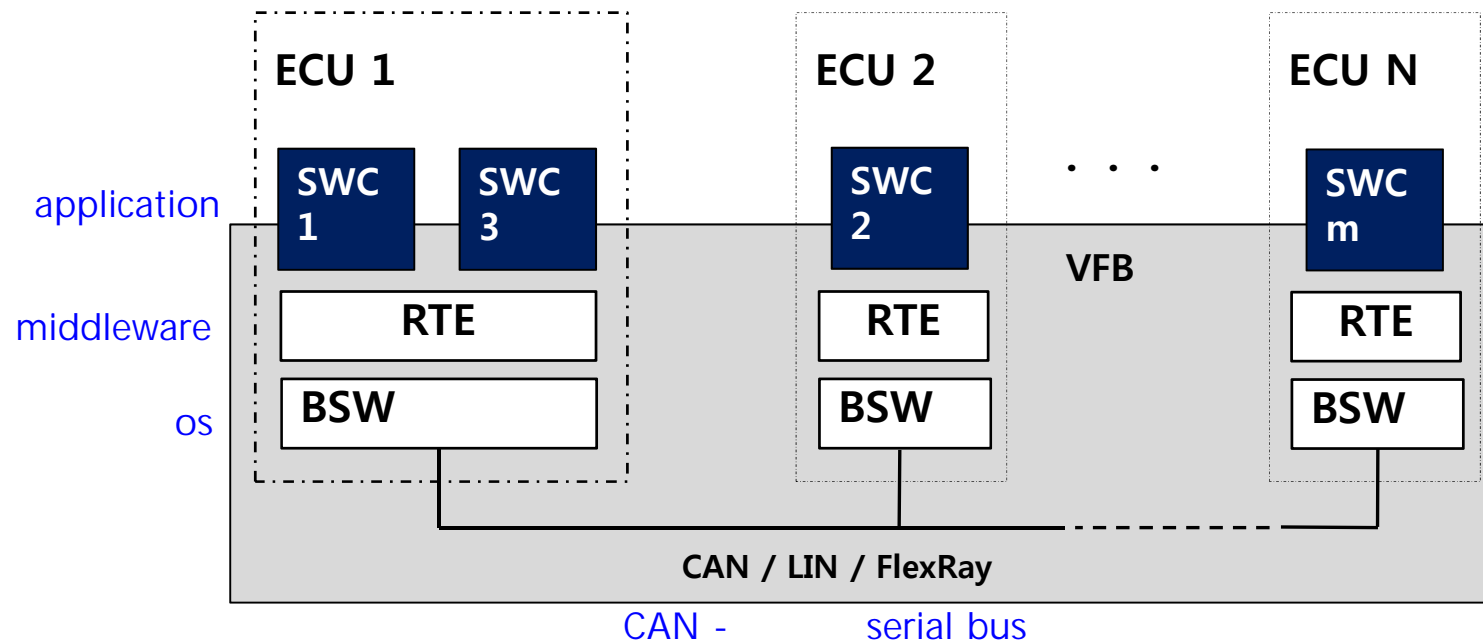 ECU 1
ECU 2
ECU N
SWC
1
SWC
3
SWC
2
. . .
SWC
m
application
VFB
middleware
RTE
RTE
RTE
os
BSW
BSW
BSW
CAN / LIN / FlexRay
CAN - serial bus